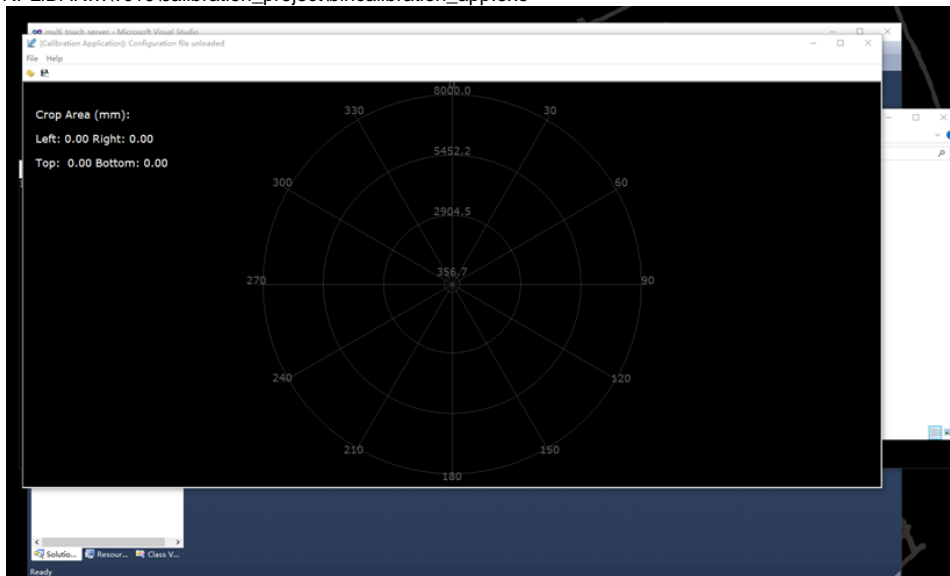 multi touch server - Microsoft Visual Studio
[Calibration Application]: Configuration file unloaded
File Help
Crop Area (mm):
Left: 0.00 Right: 0.00
Top: 0.00 Bottom: 0.00
8000.0
330
30
5452.2
300
60
2904.5
356.7
270
90
240
120
210
150
180
Solutio... Resour... Class V...
Ready